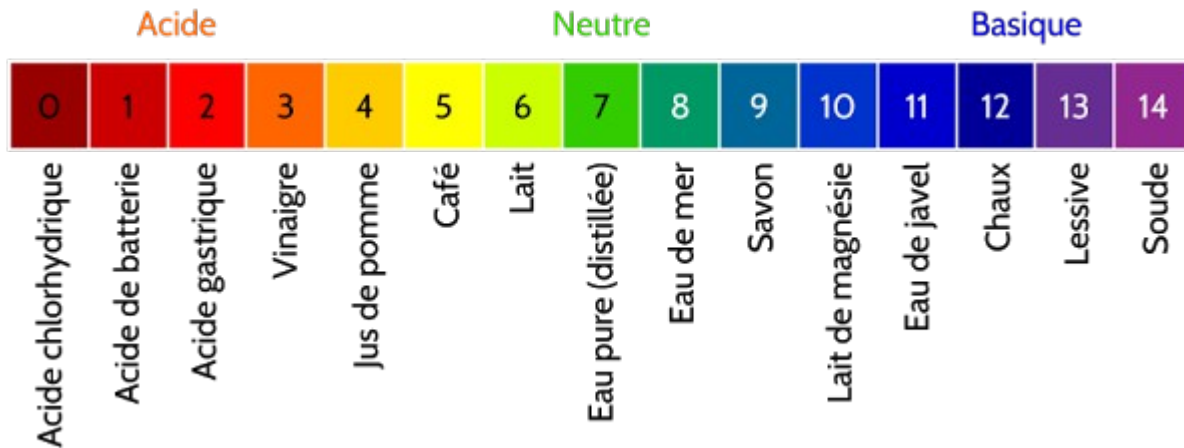 Acide Neutre Basique
0 1 2 3 4 5 6 7 8 9 10 11 12 13 14
Acide chlorhydrique
Acide de batterie
Acide gastrique
Vinaigre
Jus de pomme
Café
Lait
Eau pure (distillée)
Eau de mer
Savon
Lait de magnésie
Eau de javel
Chaux
Lessive
Soude